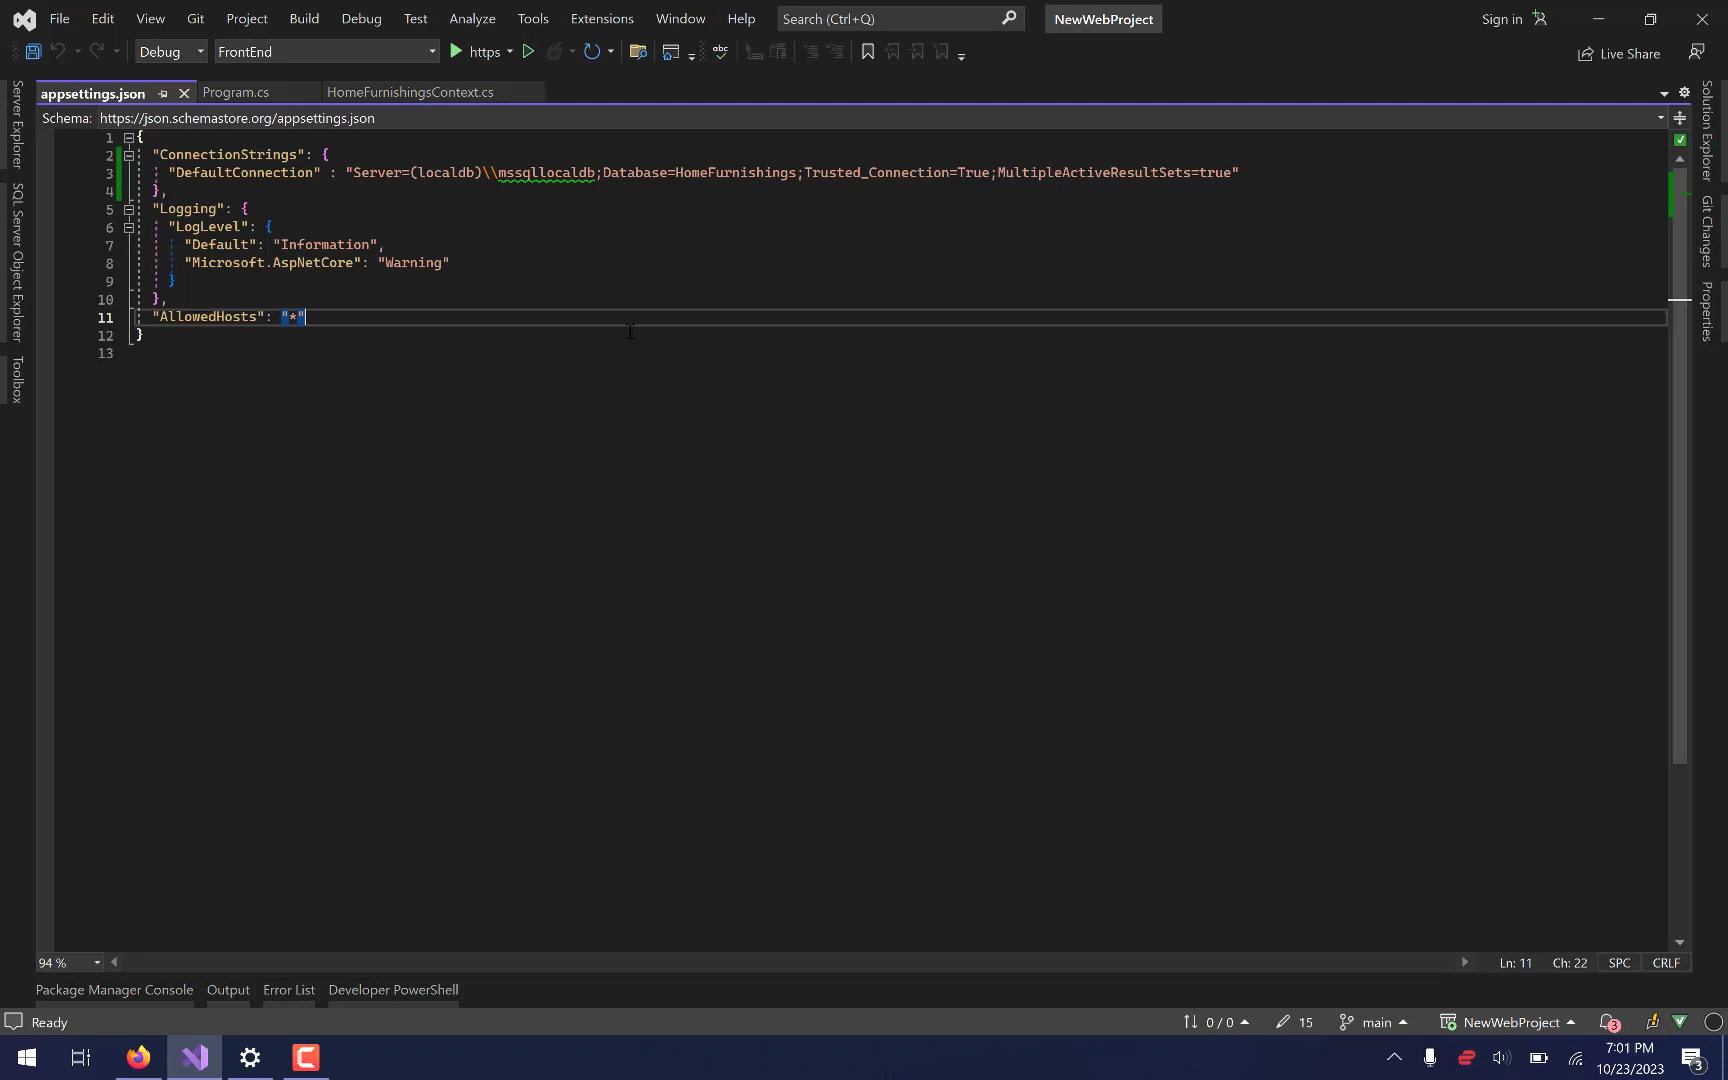 File Edit View Git Project Build Debug Test Analyze Tools Extensions Window Help Search (Ctrl+Q) NewWebProject Sign in
Debug FrontEnd https abc Live Share
appsettings.json Program.cs HomeFurnishingsContext.cs
Schema: https://json.schemastore.org/appsettings.json
1 {
2 "ConnectionStrings": {
3 "DefaultConnection" : "Server=(localdb)\\mssqllocaldb;Database=HomeFurnishings;Trusted_Connection=True;MultipleActiveResultSets=true"
4 },
5 "Logging": {
6 "LogLevel": {
7 "Default": "Information",
8 "Microsoft.AspNetCore": "Warning"
9 }
10 },
11 "AllowedHosts": "*"
12 }
13
Server Explorer
SQL Server Object Explorer
Toolbox
Solution Explorer
Git Changes
Properties
94 % Ln: 11 Ch: 22 SPC CRLF
Package Manager Console Output Error List Developer PowerShell
Ready 0 / 0 15 main NewWebProject 3
7:01 PM
10/23/2023 3